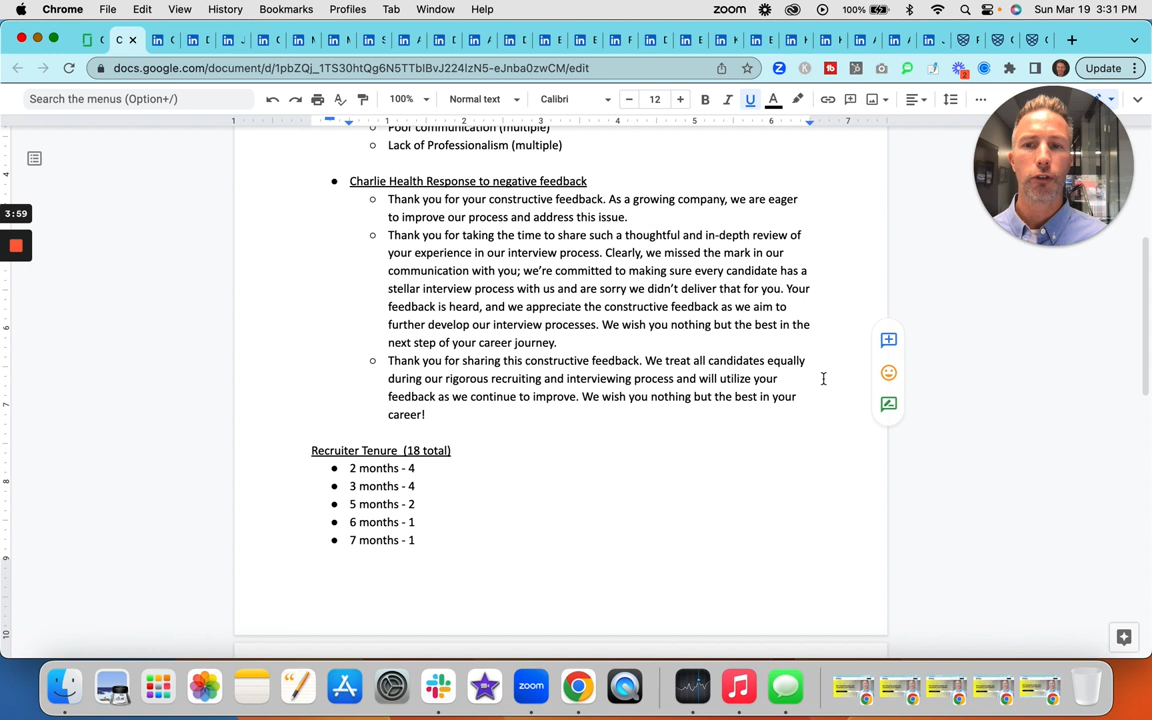 Chrome File Edit View History Bookmarks Profiles Tab Window Help zoom 100% Sun Mar 19 3:31 PM
docs.google.com/document/d/1pbZQj_1TS30htQg6N5TTbIBvJ224lzN5-eJnba0zwCM/edit
Update
Search the menus (Option+/) 100% Normal text Calibri 12 B I U A
1 1 2 3 4 5 6 7
Poor communication (multiple)
Lack of Professionalism (multiple)
Charlie Health Response to negative feedback
Thank you for your constructive feedback. As a growing company, we are eager
to improve our process and address this issue.
Thank you for taking the time to share such a thoughtful and in-depth review of
your experience in our interview process. Clearly, we missed the mark in our
communication with you; we’re committed to making sure every candidate has a
stellar interview process with us and are sorry we didn’t deliver that for you. Your
feedback is heard, and we appreciate the constructive feedback as we aim to
further develop our interview processes. We wish you nothing but the best in the
next step of your career journey.
Thank you for sharing this constructive feedback. We treat all candidates equally
during our rigorous recruiting and interviewing process and will utilize your
feedback as we continue to improve. We wish you nothing but the best in your
career!
Recruiter Tenure (18 total)
2 months - 4
3 months - 4
5 months - 2
6 months - 1
7 months - 1
3:59
zoom